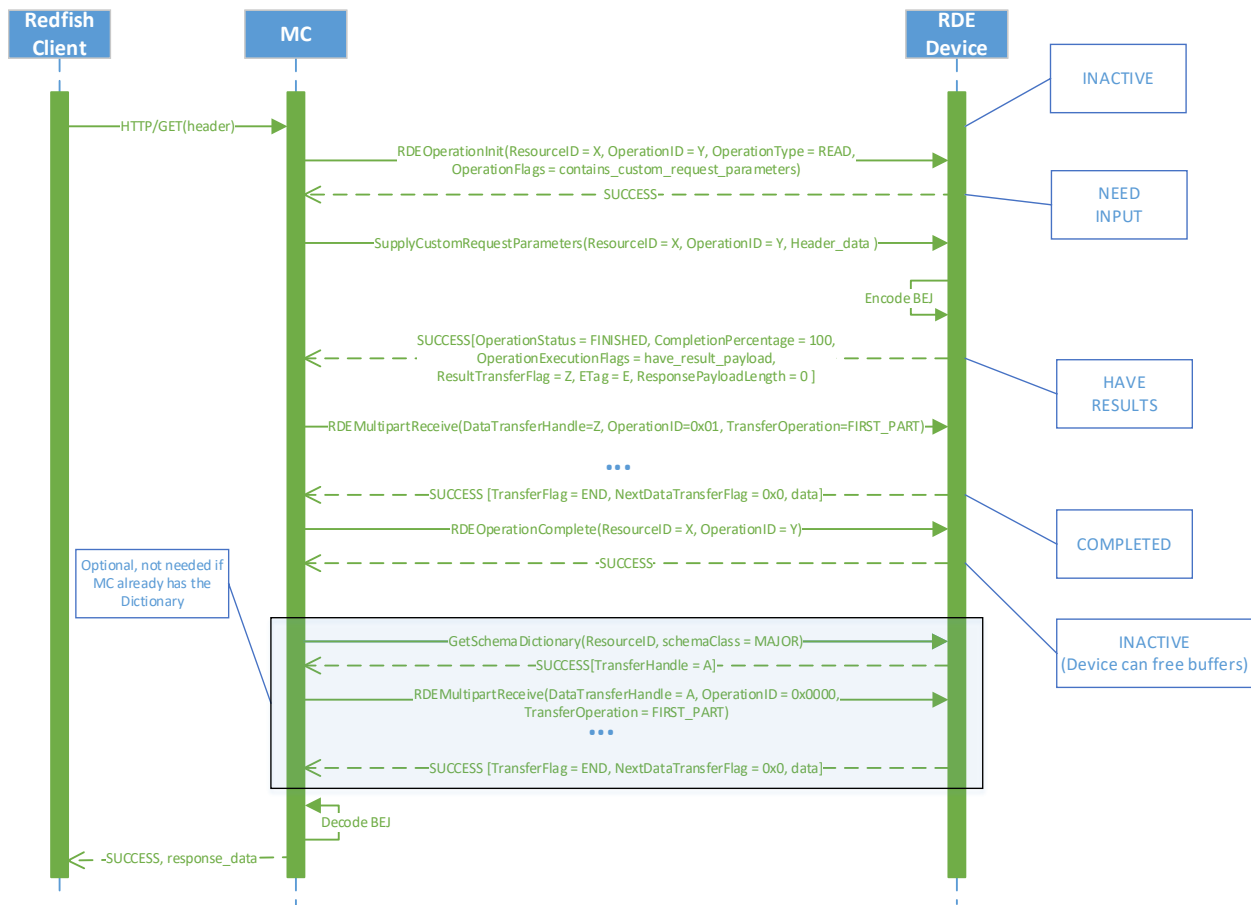 Redfish
Client
MC
RDE
Device
INACTIVE
HTTP/GET(header)
RDEOperationInit(ResourceID = X, OperationID = Y, OperationType = READ,
OperationFlags = contains_custom_request_parameters)
SUCCESS
NEED
INPUT
SupplyCustomRequestParameters(ResourceID = X, OperationID = Y, Header_data )
Encode BEJ
SUCCESS[OperationStatus = FINISHED, CompletionPercentage = 100,
OperationExecutionFlags = have_result_payload,
ResultTransferFlag = Z, ETag = E, ResponsePayloadLength = 0 ]
HAVE
RESULTS
RDEMultipartReceive(DataTransferHandle=Z, OperationID=0x01, TransferOperation=FIRST_PART)
...
SUCCESS [TransferFlag = END, NextDataTransferFlag = 0x0, data]
RDEOperationComplete(ResourceID = X, OperationID = Y)
COMPLETED
SUCCESS
Optional, not needed if
MC already has the
Dictionary
GetSchemaDictionary(ResourceID, schemaClass = MAJOR)
INACTIVE
(Device can free buffers)
SUCCESS[TransferHandle = A]
RDEMultipartReceive(DataTransferHandle = A, OperationID = 0x0000,
TransferOperation = FIRST_PART)
...
SUCCESS [TransferFlag = END, NextDataTransferFlag = 0x0, data]
Decode BEJ
SUCCESS, response_data